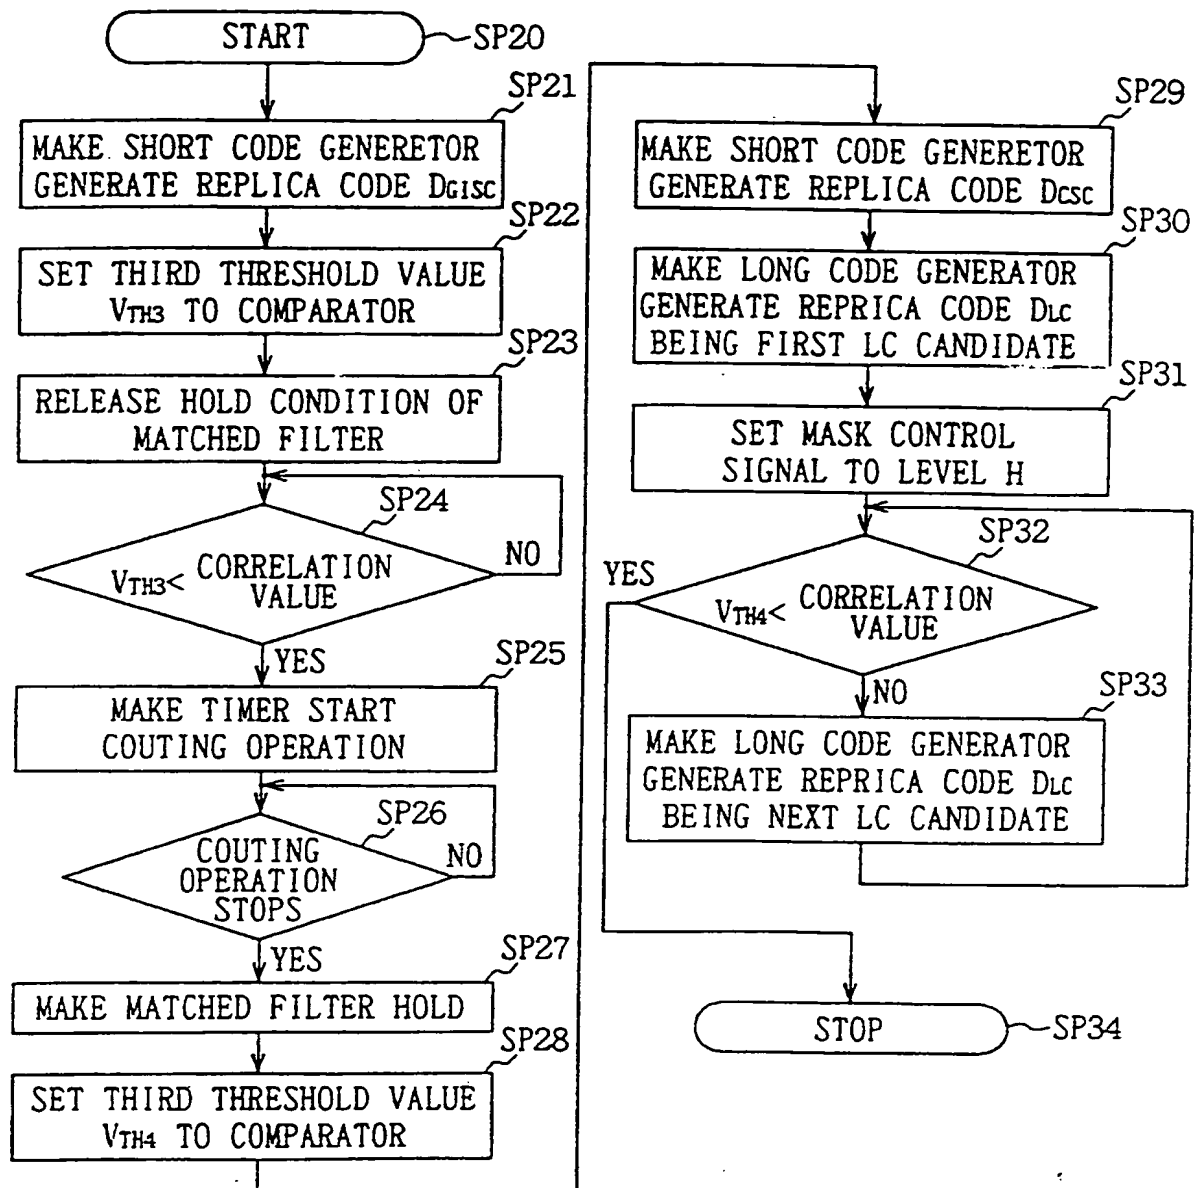 START
SP20
SP21
MAKE SHORT CODE GENERETOR
GENERATE REPLICA CODE DG1SC
SP22
SET THIRD THRESHOLD VALUE
VTH3 TO COMPARATOR
SP23
RELEASE HOLD CONDITION OF
MATCHED FILTER
SP24
VTH3< CORRELATION
VALUE
NO
YES
SP25
MAKE TIMER START
COUTING OPERATION
SP26
COUTING
OPERATION
STOPS
NO
YES
SP27
MAKE MATCHED FILTER HOLD
SP28
SET THIRD THRESHOLD VALUE
VTH4 TO COMPARATOR
SP29
MAKE SHORT CODE GENERETOR
GENERATE REPLICA CODE DCSC
SP30
MAKE LONG CODE GENERATOR
GENERATE REPRICA CODE DLC
BEING FIRST LC CANDIDATE
SP31
SET MASK CONTROL
SIGNAL TO LEVEL H
SP32
YES
VTH4< CORRELATION
VALUE
NO
SP33
MAKE LONG CODE GENERATOR
GENERATE REPRICA CODE DLC
BEING NEXT LC CANDIDATE
STOP
SP34